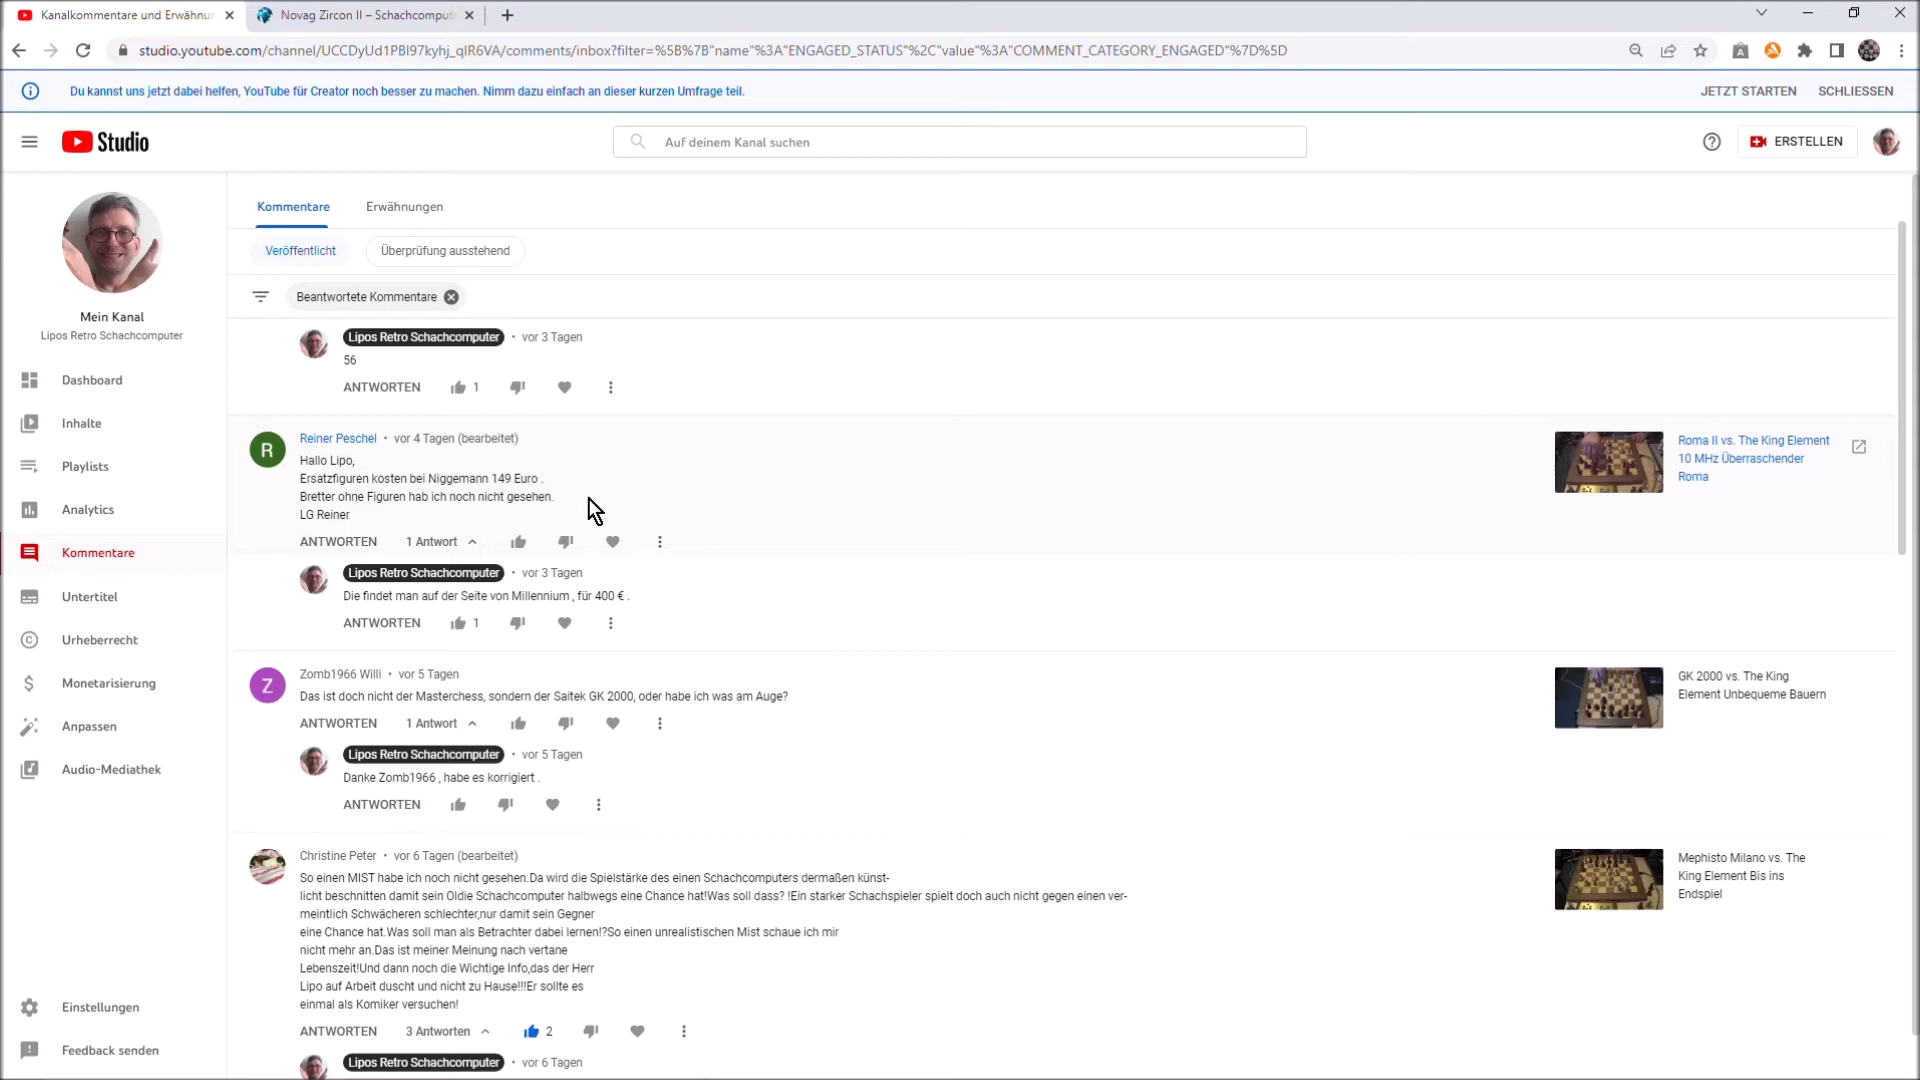 Kanalkommentare und Erwähnun
Novag Zircon II – Schachcompute
studio.youtube.com/channel/UCCDyUd1PBI97kyhj_qIR6VA/comments/inbox?filter=%5B%7B"name"%3A"ENGAGED_STATUS"%2C"value"%3A"COMMENT_CATEGORY_ENGAGED"%7D%5D
Du kannst uns jetzt dabei helfen, YouTube für Creator noch besser zu machen. Nimm dazu einfach an dieser kurzen Umfrage teil.
JETZT STARTEN
SCHLIESSEN
Studio
Auf deinem Kanal suchen
ERSTELLEN
Mein Kanal
Lipos Retro Schachcomputer
Dashboard
Inhalte
Playlists
Analytics
Kommentare
Untertitel
Urheberrecht
Monetarisierung
Anpassen
Audio-Mediathek
Einstellungen
Feedback senden
Kommentare
Erwähnungen
Veröffentlicht
Überprüfung ausstehend
Beantwortete Kommentare
Lipos Retro Schachcomputer • vor 3 Tagen
56
ANTWORTEN 1
R
Reiner Peschel • vor 4 Tagen (bearbeitet)
Hallo Lipo,
Ersatzfiguren kosten bei Niggemann 149 Euro .
Bretter ohne Figuren hab ich noch nicht gesehen.
LG Reiner
ANTWORTEN 1 Antwort
Roma II vs. The King Element
10 MHz Überraschender
Roma
Lipos Retro Schachcomputer • vor 3 Tagen
Die findet man auf der Seite von Millennium , für 400 € .
ANTWORTEN 1
Z
Zomb1966 Willi • vor 5 Tagen
Das ist doch nicht der Masterchess, sondern der Saitek GK 2000, oder habe ich was am Auge?
ANTWORTEN 1 Antwort
GK 2000 vs. The King
Element Unbequeme Bauern
Lipos Retro Schachcomputer • vor 5 Tagen
Danke Zomb1966 , habe es korrigiert .
ANTWORTEN
Christine Peter • vor 6 Tagen (bearbeitet)
So einen MIST habe ich noch nicht gesehen.Da wird die Spielstärke des einen Schachcomputers dermaßen künst-
licht beschnitten damit sein Oldie Schachcomputer halbwegs eine Chance hat!Was soll dass? !Ein starker Schachspieler spielt doch auch nicht gegen einen ver-
meintlich Schwächeren schlechter,nur damit sein Gegner
eine Chance hat.Was soll man als Betrachter dabei lernen!?So einen unrealistischen Mist schaue ich mir
nicht mehr an.Das ist meiner Meinung nach vertane
Lebenszeit!Und dann noch die Wichtige Info,das der Herr
Lipo auf Arbeit duscht und nicht zu Hause!!!Er sollte es
einmal als Komiker versuchen!
ANTWORTEN 3 Antworten 2
Mephisto Milano vs. The
King Element Bis ins
Endspiel
Lipos Retro Schachcomputer • vor 6 Tagen